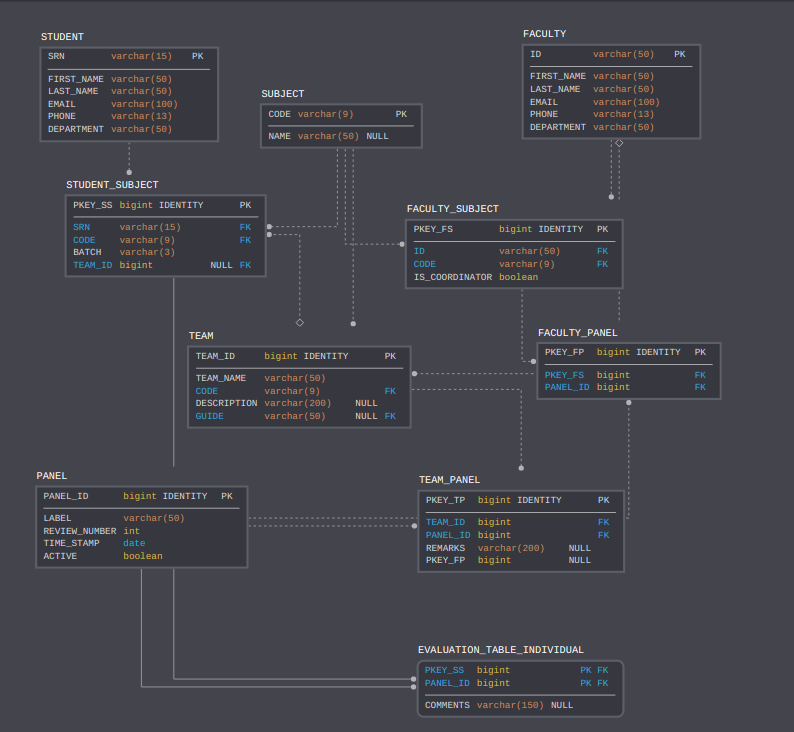 STUDENT
SRN varchar(15) PK
FIRST_NAME varchar(50)
LAST_NAME varchar(50)
EMAIL varchar(100)
PHONE varchar(13)
DEPARTMENT varchar(50)
SUBJECT
CODE varchar(9) PK
NAME varchar(50) NULL
FACULTY
ID varchar(50) PK
FIRST_NAME varchar(50)
LAST_NAME varchar(50)
EMAIL varchar(100)
PHONE varchar(13)
DEPARTMENT varchar(50)
STUDENT_SUBJECT
PKEY_SS bigint IDENTITY PK
SRN varchar(15) FK
CODE varchar(9) FK
BATCH varchar(3)
TEAM_ID bigint NULL FK
FACULTY_SUBJECT
PKEY_FS bigint IDENTITY PK
ID varchar(50) FK
CODE varchar(9) FK
IS_COORDINATOR boolean
TEAM
TEAM_ID bigint IDENTITY PK
TEAM_NAME varchar(50)
CODE varchar(9) FK
DESCRIPTION varchar(200) NULL
GUIDE varchar(50) NULL FK
FACULTY_PANEL
PKEY_FP bigint IDENTITY PK
PKEY_FS bigint FK
PANEL_ID bigint FK
PANEL
PANEL_ID bigint IDENTITY PK
LABEL varchar(50)
REVIEW_NUMBER int
TIME_STAMP date
ACTIVE boolean
TEAM_PANEL
PKEY_TP bigint IDENTITY PK
TEAM_ID bigint FK
PANEL_ID bigint FK
REMARKS varchar(200) NULL
PKEY_FP bigint NULL
EVALUATION_TABLE_INDIVIDUAL
PKEY_SS bigint PK FK
PANEL_ID bigint PK FK
COMMENTS varchar(150) NULL